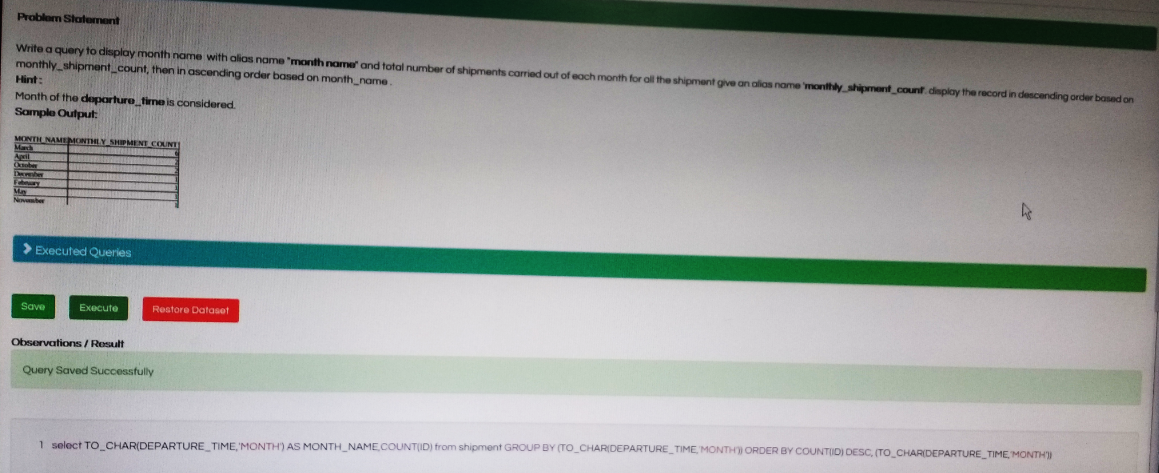 Problem Statement
Write a query to display month name with alias name "month name" and total number of shipments carried out of each month for all the shipment give an alias name 'monthly_shipment_count'. display the record in descending order based on
monthly_shipment_count, then in ascending order based on month_name .
Hint :
Month of the departure_time is considered.
Sample Output:
MONTH_NAME MONTHLY_SHIPMENT_COUNT
March
April
October
December
February
May
November
Executed Queries
Save Execute Restore Dataset
Observations / Result
Query Saved Successfully
1 select TO_CHAR(DEPARTURE_TIME,'MONTH') AS MONTH_NAME,COUNT(ID) from shipment GROUP BY (TO_CHAR(DEPARTURE_TIME,'MONTH')) ORDER BY COUNT(ID) DESC, (TO_CHAR(DEPARTURE_TIME,'MONTH'))